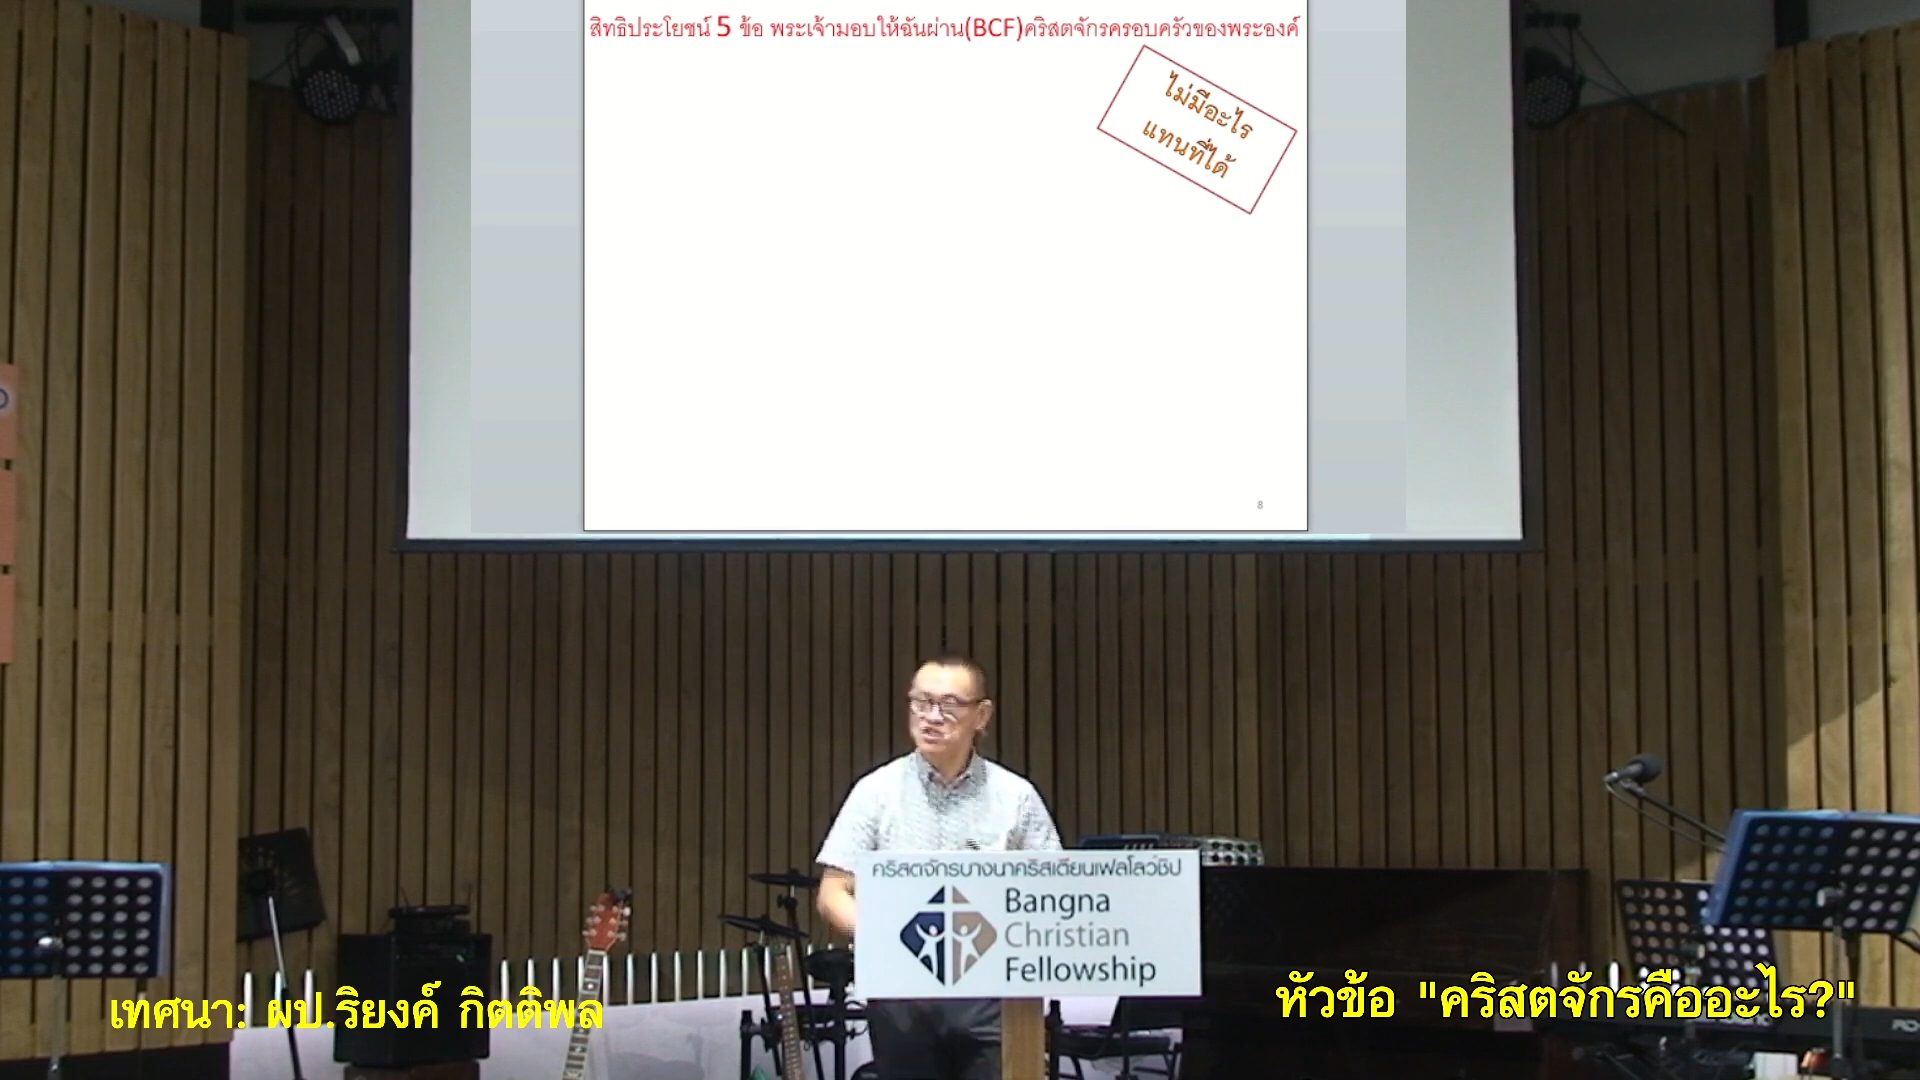 สิทธิประโยชน์ 5 ข้อ พระเจ้ามอบให้ฉันผ่าน(BCF)คริสตจักรครอบครัวของพระองค์
ไม่มีอะไร
แทนที่ได้
8
คริสตจักรบางนาคริสเตียนเฟลโลว์ชิป
Bangna
Christian
Fellowship
เทศนา: ผป.ริยงค์ กิตติพล
หัวข้อ "คริสตจักรคืออะไร?"